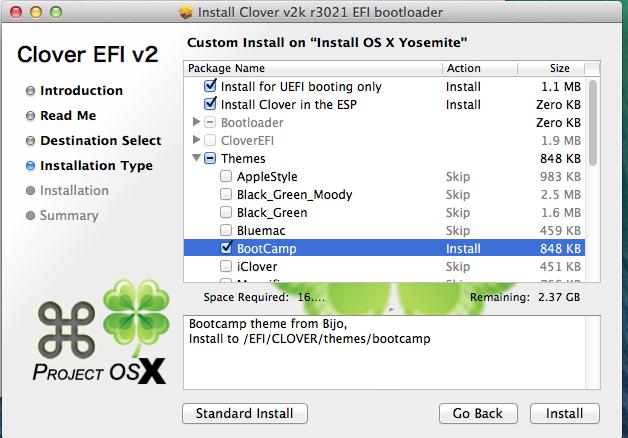 Install Clover v2k r3021 EFI bootloader
Clover EFI v2
Custom Install on “Install OS X Yosemite”
Introduction
Read Me
Destination Select
Installation Type
Installation
Summary
Package Name Action Size
Install for UEFI booting only Install 1.1 MB
Install Clover in the ESP Install Zero KB
Bootloader Zero KB
CloverEFI 1.9 MB
Themes 848 KB
AppleStyle Skip 983 KB
Black_Green_Moody Skip 2.5 MB
Black_Green Skip 1.6 MB
Bluemac Skip 459 KB
BootCamp Install 848 KB
iClover Skip 451 KB
Space Required: 16.... Remaining: 2.37 GB
Bootcamp theme from Bijo,
Install to /EFI/CLOVER/themes/bootcamp
PROJECT OSX
Standard Install Go Back Install